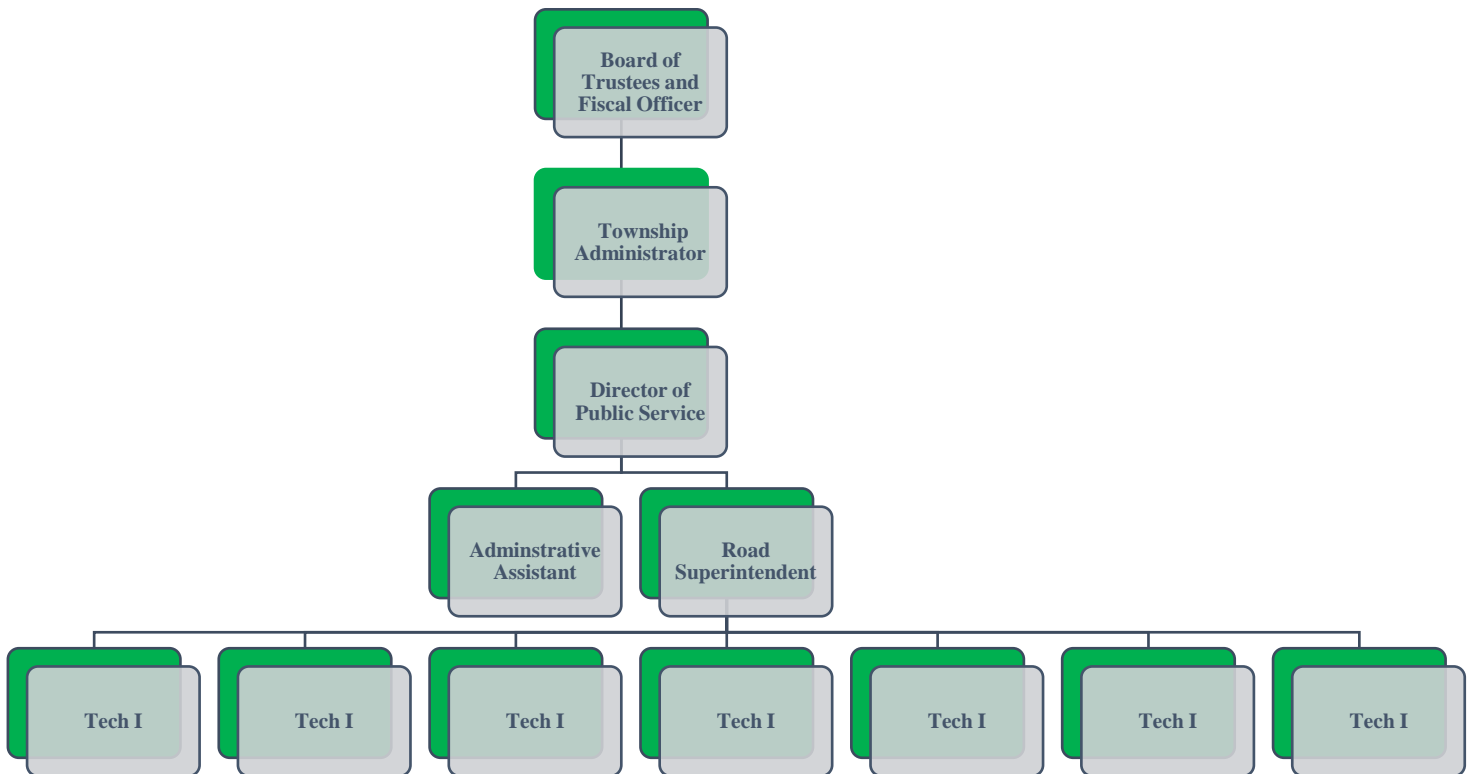 Board of
Trustees and
Fiscal Officer
Township
Administrator
Director of
Public Service
Adminstrative
Assistant
Road
Superintendent
Tech I
Tech I
Tech I
Tech I
Tech I
Tech I
Tech I